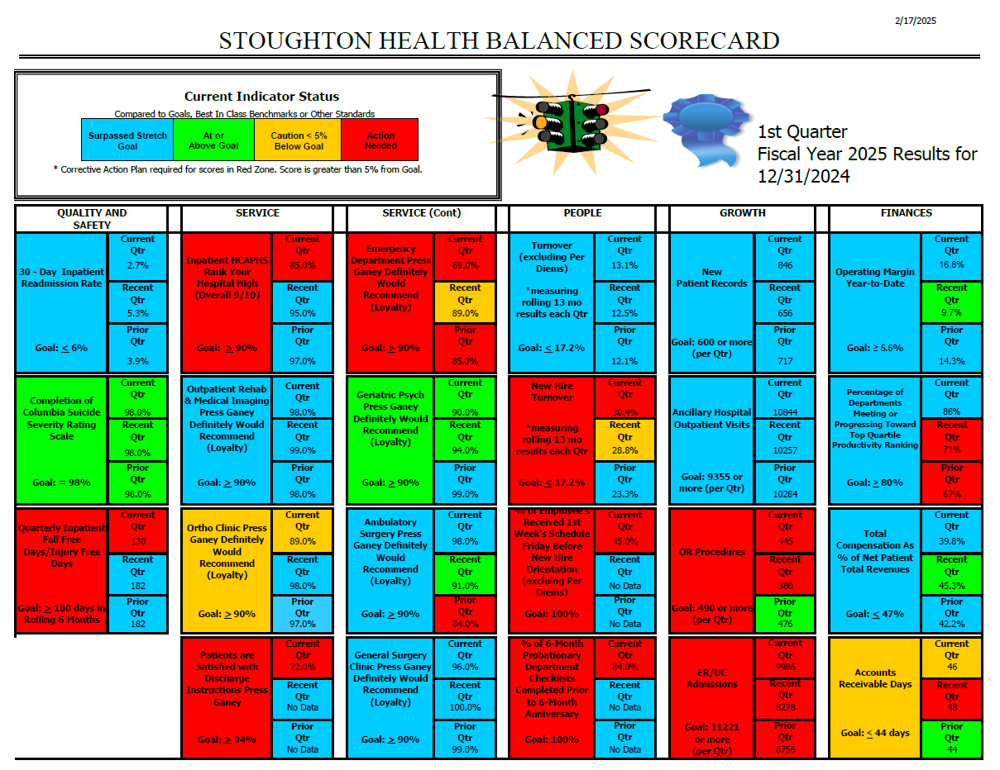 2/17/2025
STOUGHTON HEALTH BALANCED SCORECARD
Current Indicator Status
Compared to Goals, Best In Class Benchmarks or Other Standards
Surpassed Stretch
Goal
At or
Above Goal
Caution < 5%
Below Goal
Action
Needed
* Corrective Action Plan required for scores in Red Zone. Score is greater than 5% from Goal.
1st Quarter
Fiscal Year 2025 Results for
12/31/2024
QUALITY AND
SAFETY
30 - Day Inpatient
Readmission Rate
Goal: < 6%
Current
Qtr
2.7%
Recent
Qtr
5.3%
Prior
Qtr
3.9%
Completion of
Columbia Suicide
Severity Rating
Scale
Goal: = 98%
Current
Qtr
98.0%
Recent
Qtr
98.0%
Prior
Qtr
98.0%
Quarterly Inpatient
Fall Free
Days/Injury Free
Days
Goal: > 180 days in
Rolling 6 Months
Current
Qtr
130
Recent
Qtr
182
Prior
Qtr
182
SERVICE
Inpatient HCAPHS
Rank Your
Hospital High
(Overall 9/10)
Goal: > 90%
Current
Qtr
85.0%
Recent
Qtr
95.0%
Prior
Qtr
97.0%
Outpatient Rehab
& Medical Imaging
Press Ganey
Definitely Would
Recommend
(Loyalty)
Goal: > 90%
Current
Qtr
98.0%
Recent
Qtr
99.0%
Prior
Qtr
98.0%
Ortho Clinic Press
Ganey Definitely
Would
Recommend
(Loyalty)
Goal: > 90%
Current
Qtr
89.0%
Recent
Qtr
98.0%
Prior
Qtr
97.0%
Patients are
Satisfied with
Discharge
Instructions Press
Ganey
Goal: > 94%
Current
Qtr
22.0%
Recent
Qtr
No Data
Prior
Qtr
No Data
SERVICE (Cont)
Emergency
Department Press
Ganey Definitely
Would
Recommend
(Loyalty)
Goal: > 90%
Current
Qtr
69.0%
Recent
Qtr
89.0%
Prior
Qtr
85.0%
Geriatric Psych
Press Ganey
Definitely Would
Recommend
(Loyalty)
Goal: > 90%
Current
Qtr
90.0%
Recent
Qtr
94.0%
Prior
Qtr
99.0%
Ambulatory
Surgery Press
Ganey Definitely
Would
Recommend
(Loyalty)
Goal: > 90%
Current
Qtr
98.0%
Recent
Qtr
91.0%
Prior
Qtr
84.0%
General Surgery
Clinic Press Ganey
Definitely Would
Recommend
(Loyalty)
Goal: > 90%
Current
Qtr
96.0%
Recent
Qtr
100.0%
Prior
Qtr
99.0%
PEOPLE
Turnover
(excluding Per
Diems)
*measuring
rolling 13 mo
results each Qtr
Goal: < 17.2%
Current
Qtr
13.1%
Recent
Qtr
12.5%
Prior
Qtr
12.1%
New Hire
Turnover
*measuring
rolling 13 mo
results each Qtr
Goal: < 17.2%
Current
Qtr
30.4%
Recent
Qtr
28.8%
Prior
Qtr
23.3%
% of Employee's
Received 1st
Week's Schedule
Friday Before
New Hire
Orientation
(excluing Per
Diems)
Goal: 100%
Current
Qtr
45.0%
Recent
Qtr
No Data
Prior
Qtr
No Data
% of 6-Month
Probationary
Department
Checklists
Completed Prior
to 6-Month
Anniversary
Goal: 100%
Current
Qtr
84.0%
Recent
Qtr
No Data
Prior
Qtr
No Data
GROWTH
New
Patient Records
Goal: 600 or more
(per Qtr)
Current
Qtr
846
Recent
Qtr
656
Prior
Qtr
717
Ancillary Hospital
Outpatient Visits
Goal: 9355 or
more (per Qtr)
Current
Qtr
10844
Recent
Qtr
10257
Prior
Qtr
10284
OR Procedures
Goal: 490 or more
(per Qtr)
Current
Qtr
445
Recent
Qtr
380
Prior
Qtr
476
ER/UC
Admissions
Goal: 11221
or more
(per Qtr)
Current
Qtr
9986
Recent
Qtr
8278
Prior
Qtr
8756
FINANCES
Operating Margin
Year-to-Date
Goal: ≥ 5.5%
Current
Qtr
16.8%
Recent
Qtr
9.7%
Prior
Qtr
14.3%
Percentage of
Departments
Meeting or
Progressing Toward
Top Quartile
Productivity Ranking
Goal: > 80%
Current
Qtr
86%
Recent
Qtr
71%
Prior
Qtr
67%
Total
Compensation As
% of Net Patient
Total Revenues
Goal: < 47%
Current
Qtr
39.8%
Recent
Qtr
45.3%
Prior
Qtr
42.2%
Accounts
Receivable Days
Goal: < 44 days
Current
Qtr
46
Recent
Qtr
48
Prior
Qtr
44